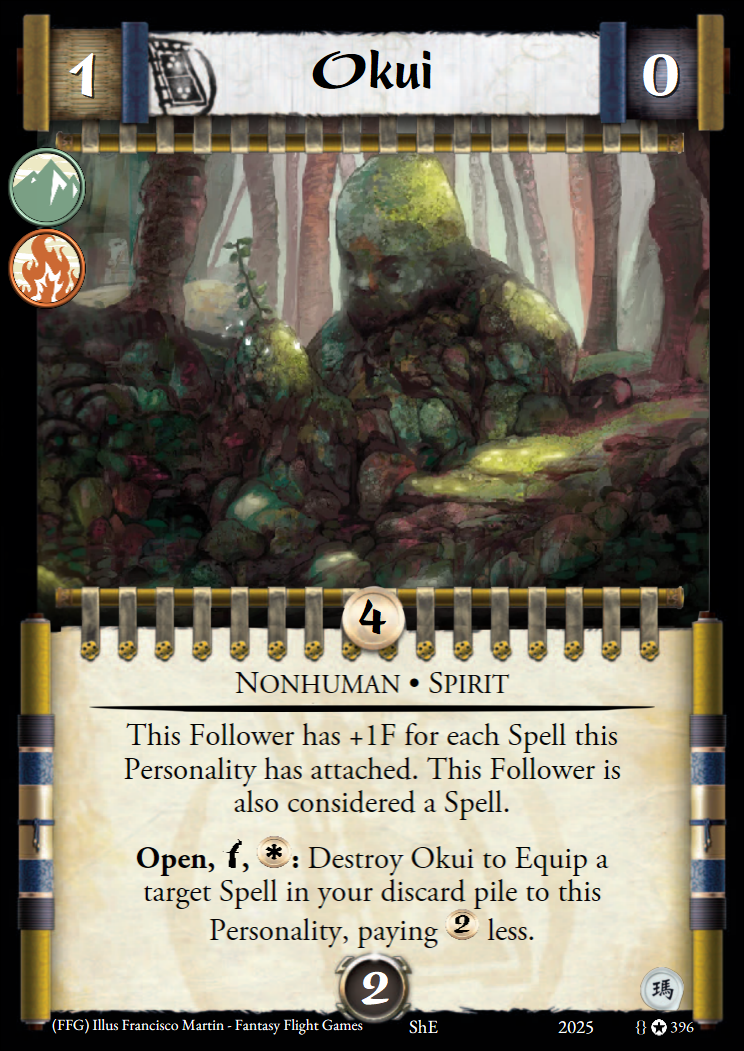 1
Okui
0
4
NONHUMAN • SPIRIT
This Follower has +1F for each Spell this
Personality has attached. This Follower is
also considered a Spell.
Open, , *: Destroy Okui to Equip a
target Spell in your discard pile to this
Personality, paying 2 less.
2
瑪
(FFG) Illus Francisco Martin - Fantasy Flight Games
ShE
2025
{} ✪ 396